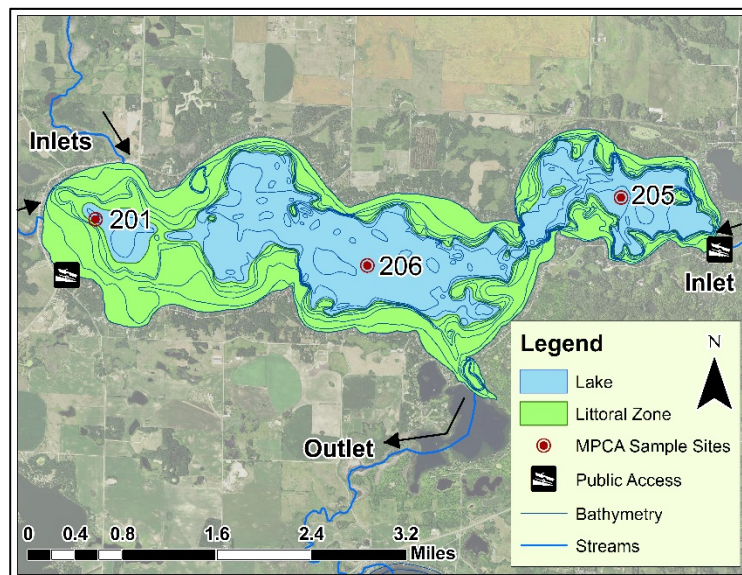 Inlets
201
205
206
Inlet
Outlet
Legend
N
Lake
Littoral Zone
MPCA Sample Sites
Public Access
Bathymetry
Streams
0 0.4 0.8 1.6 2.4 3.2
Miles